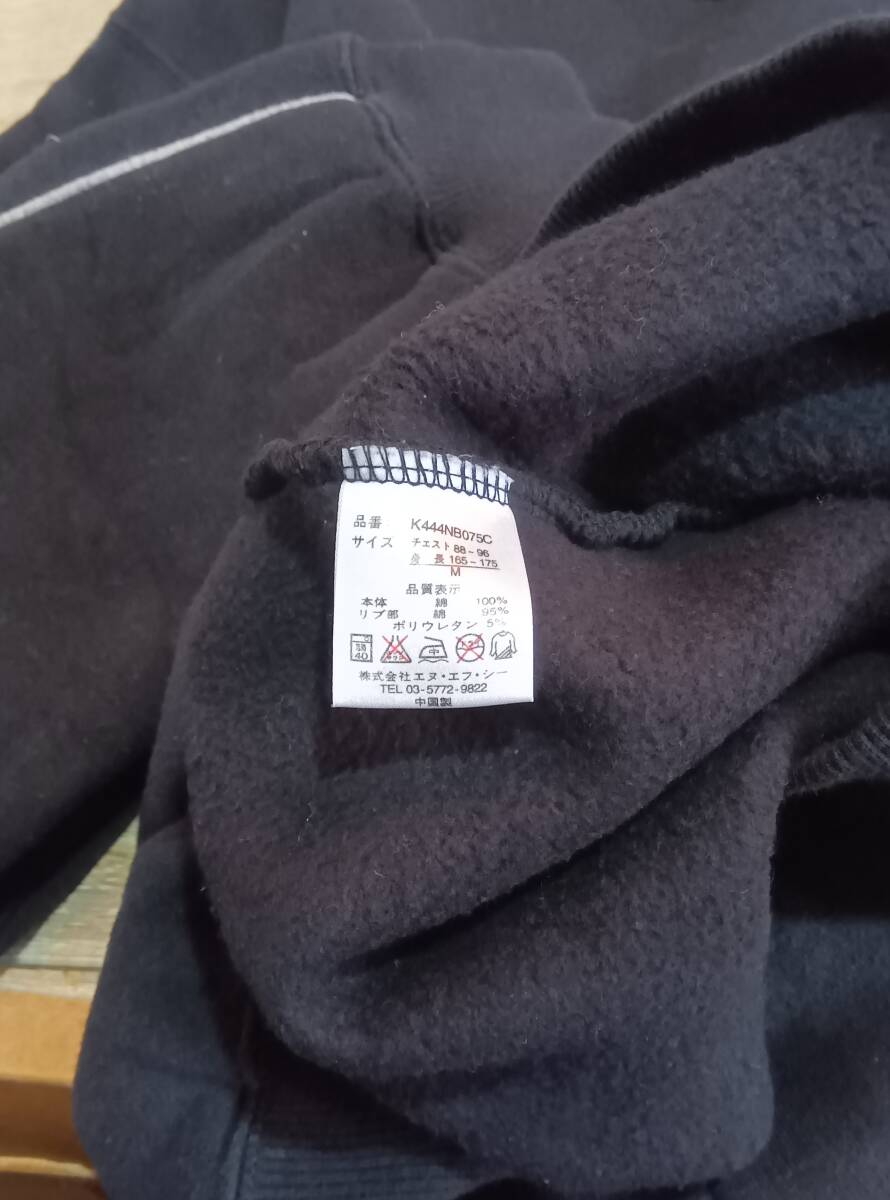 品番 K444NB075C
サイズ チェスト 88~96
身 長 165~175
M
品質表示
本体 綿 100%
リブ部 綿 95%
ポリウレタン 5%
40 中
株式会社 エヌ・エフ・シー
TEL 03-5772-9822
中国製